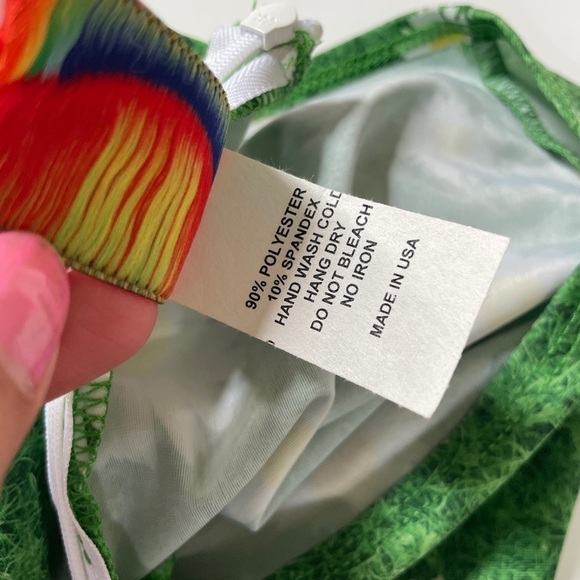 90% POLYESTER
10% SPANDEX
HAND WASH COLD
HANG DRY
DO NOT BLEACH
NO IRON
MADE IN USA